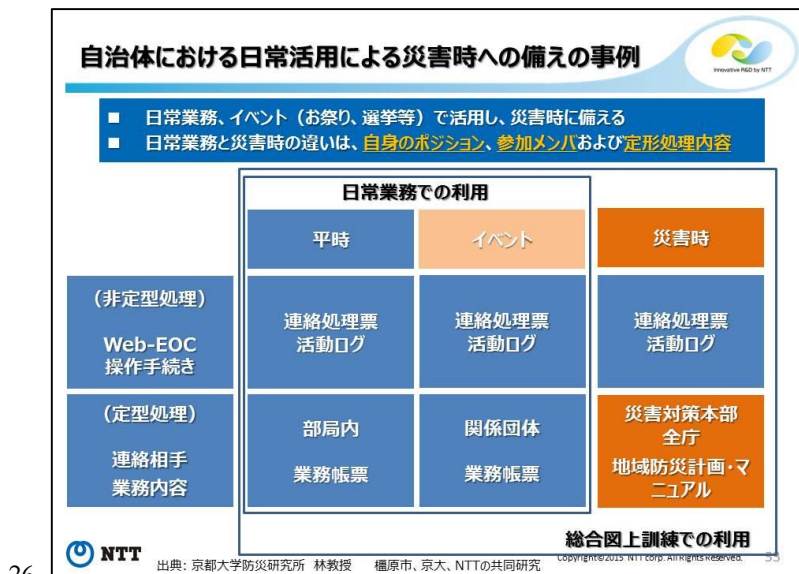 自治体における日常活用による災害時への備えの事例
Innovative R&D by NTT
■ 日常業務、イベント（お祭り、選挙等）で活用し、災害時に備える
■ 日常業務と災害時の違いは、自身のポジション、参加メンバおよび定形処理内容
日常業務での利用
平時
イベント
災害時
（非定型処理）
Web-EOC
操作手続き
連絡処理票
活動ログ
連絡処理票
活動ログ
連絡処理票
活動ログ
（定型処理）
連絡相手
業務内容
部局内
業務帳票
関係団体
業務帳票
災害対策本部
全庁
地域防災計画・マ
ニュアル
総合図上訓練での利用
NTT
出典: 京都大学防災研究所 林教授 橿原市、京大、NTTの共同研究
Copyright©2015 NTT corp. All Rights Reserved.
53
26